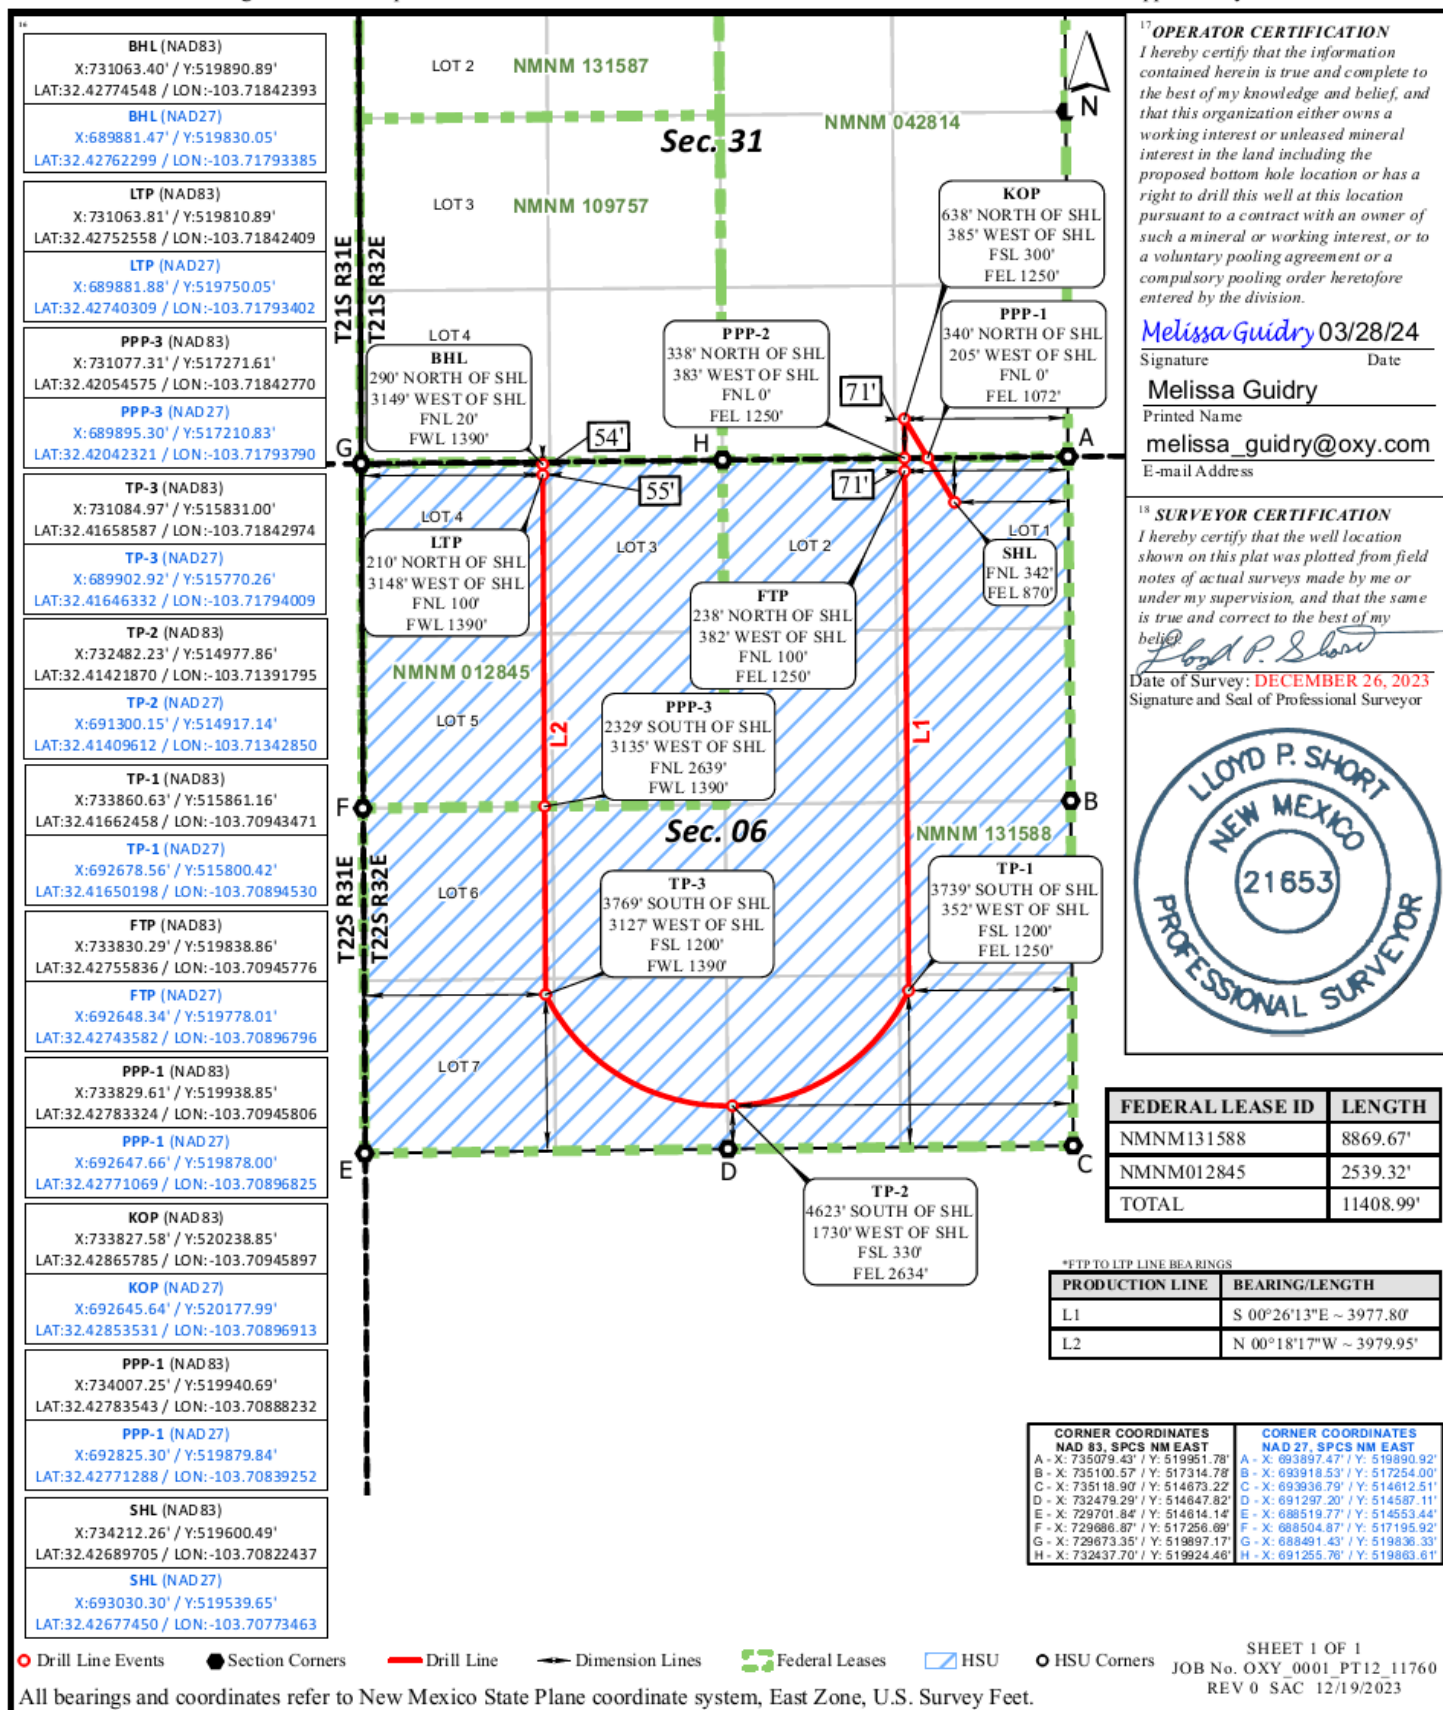 16
BHL (NAD83)
X:731063.40' / Y:519890.89'
LAT:32.42774548 / LON:-103.71842393
BHL (NAD27)
X:689881.47' / Y:519830.05'
LAT:32.42762299 / LON:-103.71793385
LTP (NAD83)
X:731063.81' / Y:519810.89'
LAT:32.42752558 / LON:-103.71842409
LTP (NAD27)
X:689881.88' / Y:519750.05'
LAT:32.42740309 / LON:-103.71793402
PPP-3 (NAD83)
X:731077.31' / Y:517271.61'
LAT:32.42054575 / LON:-103.71842770
PPP-3 (NAD27)
X:689895.30' / Y:517210.83'
LAT:32.42042321 / LON:-103.71793790
TP-3 (NAD83)
X:731084.97' / Y:515831.00'
LAT:32.41658587 / LON:-103.71842974
TP-3 (NAD27)
X:689902.92' / Y:515770.26'
LAT:32.41646332 / LON:-103.71794009
TP-2 (NAD83)
X:732482.23' / Y:514977.86'
LAT:32.41421870 / LON:-103.71391795
TP-2 (NAD27)
X:691300.15' / Y:514917.14'
LAT:32.41409612 / LON:-103.71342850
TP-1 (NAD83)
X:733860.63' / Y:515861.16'
LAT:32.41662458 / LON:-103.70943471
TP-1 (NAD27)
X:692678.56' / Y:515800.42'
LAT:32.41650198 / LON:-103.70894530
FTP (NAD83)
X:733830.29' / Y:519838.86'
LAT:32.42755836 / LON:-103.70945776
FTP (NAD27)
X:692648.34' / Y:519778.01'
LAT:32.42743582 / LON:-103.70896796
PPP-1 (NAD83)
X:733829.61' / Y:519938.85'
LAT:32.42783324 / LON:-103.70945806
PPP-1 (NAD27)
X:692647.66' / Y:519878.00'
LAT:32.42771069 / LON:-103.70896825
KOP (NAD83)
X:733827.58' / Y:520238.85'
LAT:32.42865785 / LON:-103.70945897
KOP (NAD27)
X:692645.64' / Y:520177.99'
LAT:32.42853531 / LON:-103.70896913
PPP-1 (NAD83)
X:734007.25' / Y:519940.69'
LAT:32.42783543 / LON:-103.70888232
PPP-1 (NAD27)
X:692825.30' / Y:519879.84'
LAT:32.42771288 / LON:-103.70839252
SHL (NAD83)
X:734212.26' / Y:519600.49'
LAT:32.42689705 / LON:-103.70822437
SHL (NAD27)
X:693030.30' / Y:519539.65'
LAT:32.42677450 / LON:-103.70773463
LOT 2 NMNM 131587
N
NMNM 042814
Sec. 31
LOT 3 NMNM 109757
T21S R31E
T21S R32E
KOP
638' NORTH OF SHL
385' WEST OF SHL
FSL 300'
FEL 1250'
PPP-1
340' NORTH OF SHL
205' WEST OF SHL
FNL 0'
FEL 1072'
PPP-2
338' NORTH OF SHL
383' WEST OF SHL
FNL 0'
FEL 1250'
LOT 4
BHL
290' NORTH OF SHL
3149' WEST OF SHL
FNL 20'
FWL 1390'
71'
54'
G
H
A
55'
71'
LOT 4
LOT 3
LOT 2
LOT 1
LTP
210' NORTH OF SHL
3148' WEST OF SHL
FNL 100'
FWL 1390'
SHL
FNL 342'
FEL 870'
FTP
238' NORTH OF SHL
382' WEST OF SHL
FNL 100'
FEL 1250'
NMNM 012845
LOT 5
L2
L1
PPP-3
2329' SOUTH OF SHL
3135' WEST OF SHL
FNL 2639'
FWL 1390'
F
B
Sec. 06
NMNM 131588
T22S R31E
T22S R32E
LOT 6
TP-3
3769' SOUTH OF SHL
3127' WEST OF SHL
FSL 1200'
FWL 1390'
TP-1
3739' SOUTH OF SHL
352' WEST OF SHL
FSL 1200'
FEL 1250'
LOT 7
E
D
C
TP-2
4623' SOUTH OF SHL
1730' WEST OF SHL
FSL 330'
FEL 2634'
17 OPERATOR CERTIFICATION
I hereby certify that the information
contained herein is true and complete to
the best of my knowledge and belief, and
that this organization either owns a
working interest or unleased mineral
interest in the land including the
proposed bottom hole location or has a
right to drill this well at this location
pursuant to a contract with an owner of
such a mineral or working interest, or to
a voluntary pooling agreement or a
compulsory pooling order heretofore
entered by the division.
Melissa Guidry 03/28/24
Signature Date
Melissa Guidry
Printed Name
melissa_guidry@oxy.com
E-mail Address
18 SURVEYOR CERTIFICATION
I hereby certify that the well location
shown on this plat was plotted from field
notes of actual surveys made by me or
under my supervision, and that the same
is true and correct to the best of my
belief.
Lloyd P. Short
Date of Survey: DECEMBER 26, 2023
Signature and Seal of Professional Surveyor
LLOYD P. SHORT
NEW MEXICO
21653
PROFESSIONAL SURVEYOR
FEDERAL LEASE ID LENGTH
NMNM131588 8869.67'
NMNM012845 2539.32'
TOTAL 11408.99'
*FTP TO LTP LINE BEARINGS
PRODUCTION LINE BEARING/LENGTH
L1 S 00°26'13"E ~ 3977.80'
L2 N 00°18'17"W ~ 3979.95'
CORNER COORDINATES
NAD 83, SPCS NM EAST
A - X: 735079.43' / Y: 519951.78'
B - X: 735100.57' / Y: 517314.78'
C - X: 735118.90' / Y: 514673.22'
D - X: 732479.29' / Y: 514647.82'
E - X: 729701.84' / Y: 514614.14'
F - X: 729686.87' / Y: 517256.69'
G - X: 729673.35' / Y: 519897.17'
H - X: 732437.70' / Y: 519924.46'
CORNER COORDINATES
NAD 27, SPCS NM EAST
A - X: 693897.47' / Y: 519890.92'
B - X: 693918.53' / Y: 517254.00'
C - X: 693936.79' / Y: 514612.51'
D - X: 691297.20' / Y: 514587.11'
E - X: 688519.77' / Y: 514553.44'
F - X: 688504.87' / Y: 517195.92'
G - X: 688491.43' / Y: 519836.33'
H - X: 691255.76' / Y: 519863.61'
Drill Line Events Section Corners Drill Line Dimension Lines Federal Leases HSU HSU Corners
All bearings and coordinates refer to New Mexico State Plane coordinate system, East Zone, U.S. Survey Feet.
SHEET 1 OF 1
JOB No. OXY_0001_PT12_11760
REV 0 SAC 12/19/2023